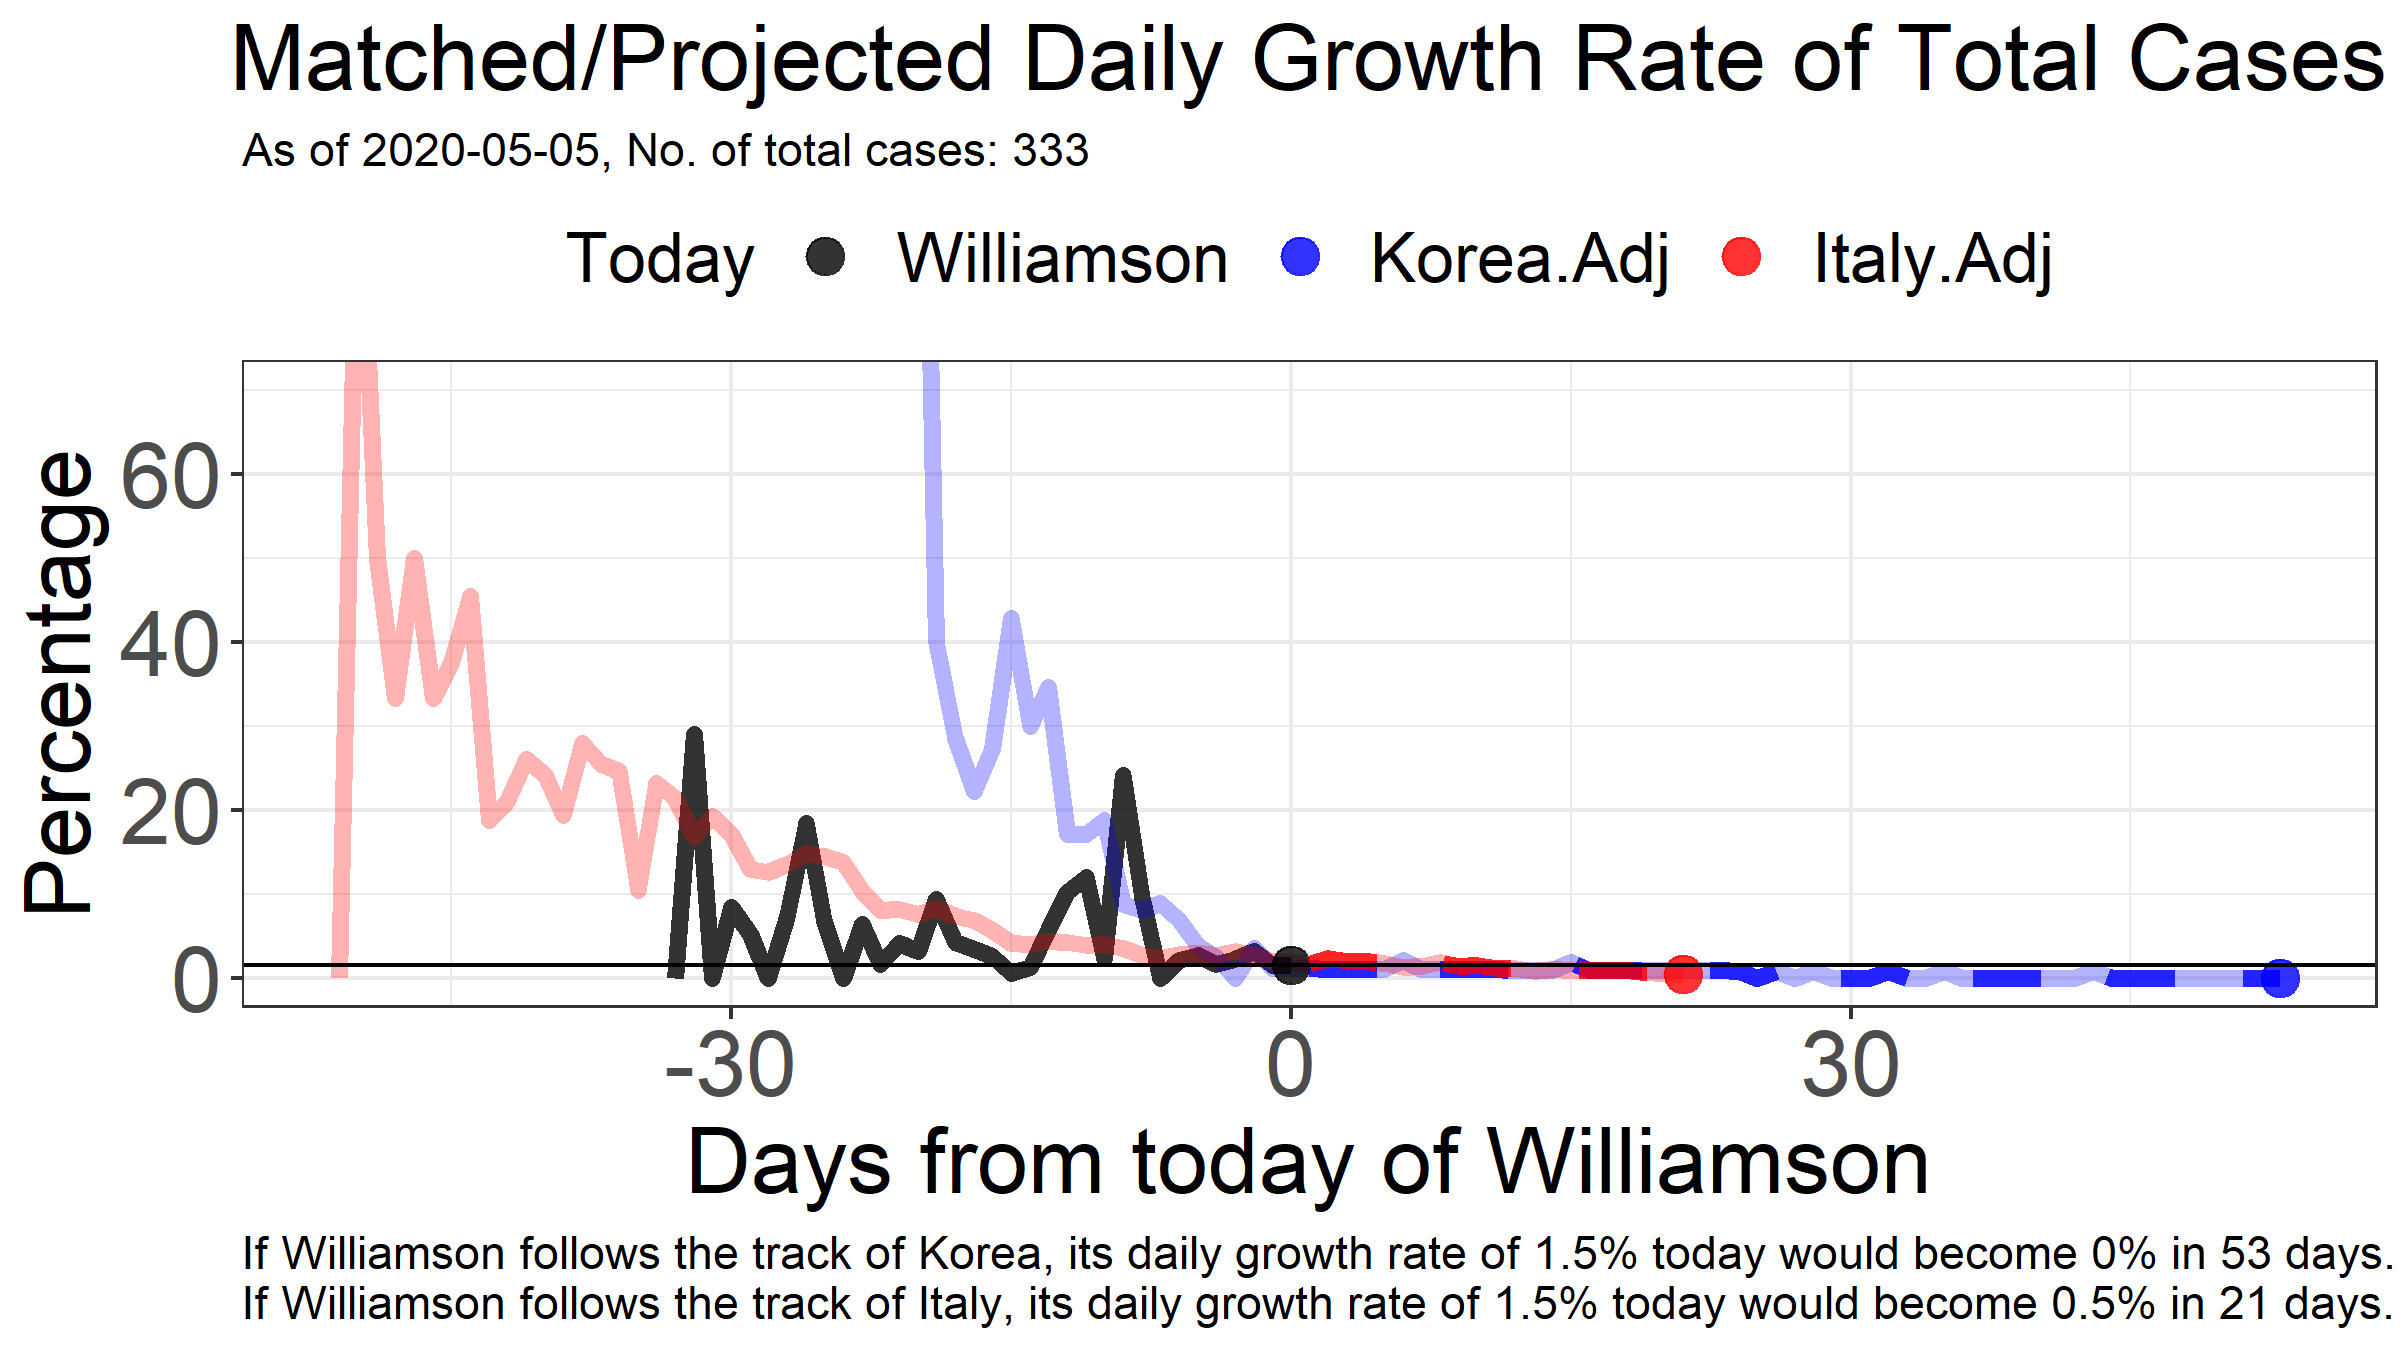 Matched/Projected Daily Growth Rate of Total Cases
As of 2020-05-05, No. of total cases: 333
Today Williamson Korea.Adj Italy.Adj
Percentage
60
40
20
0
-30 0 30
Days from today of Williamson
If Williamson follows the track of Korea, its daily growth rate of 1.5% today would become 0% in 53 days.
If Williamson follows the track of Italy, its daily growth rate of 1.5% today would become 0.5% in 21 days.